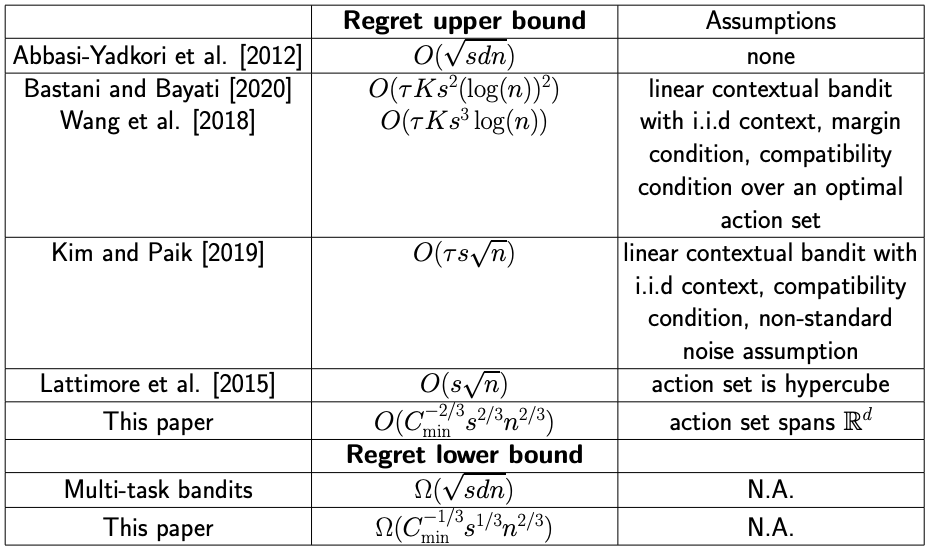 Regret upper bound Assumptions
Abbasi-Yadkori et al. [2012] O(√sdn) none
Bastani and Bayati [2020] O(τKs²(log(n))²) linear contextual bandit
Wang et al. [2018] O(τKs³ log(n)) with i.i.d context, margin
condition, compatibility
condition over an optimal
action set
Kim and Paik [2019] O(τs√n) linear contextual bandit with
i.i.d context, compatibility
condition, non-standard
noise assumption
Lattimore et al. [2015] O(s√n) action set is hypercube
This paper O(C_min^{-2/3} s^{2/3} n^{2/3}) action set spans ℝ^d
Regret lower bound
Multi-task bandits Ω(√sdn) N.A.
This paper Ω(C_min^{-1/3} s^{1/3} n^{2/3}) N.A.